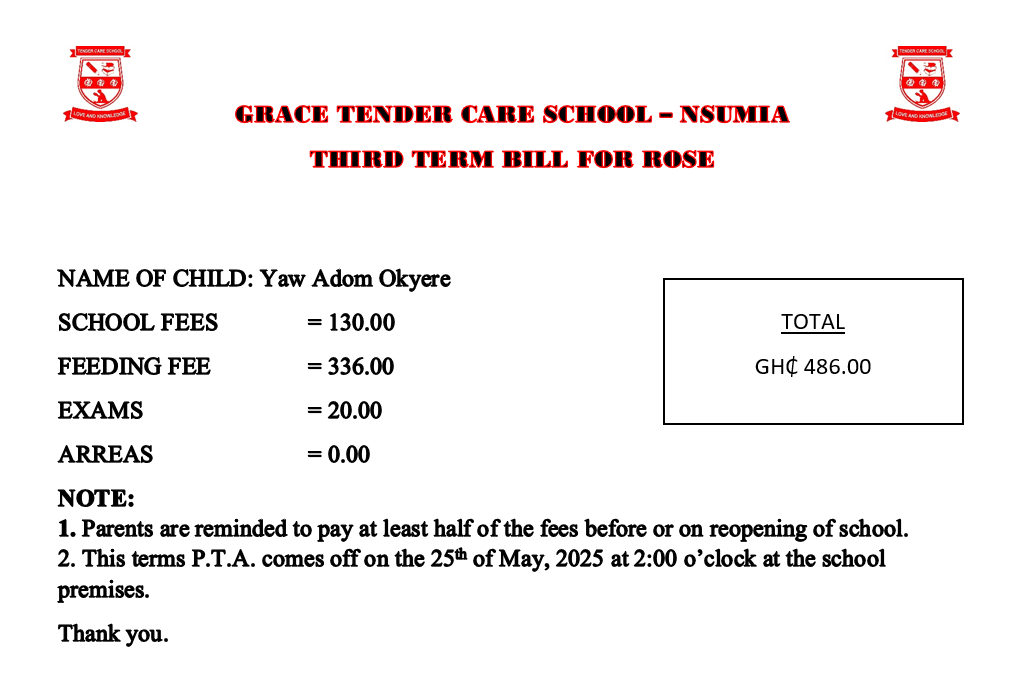 TENDER CARE SCHOOL
LOVE AND KNOWLEDGE
TENDER CARE SCHOOL
LOVE AND KNOWLEDGE
GRACE TENDER CARE SCHOOL – NSUMIA
THIRD TERM BILL FOR ROSE
NAME OF CHILD: Yaw Adom Okyere
SCHOOL FEES = 130.00
FEEDING FEE = 336.00
EXAMS = 20.00
ARREAS = 0.00
TOTAL
GH₵ 486.00
NOTE:
1. Parents are reminded to pay at least half of the fees before or on reopening of school.
2. This terms P.T.A. comes off on the 25th of May, 2025 at 2:00 o’clock at the school
premises.
Thank you.